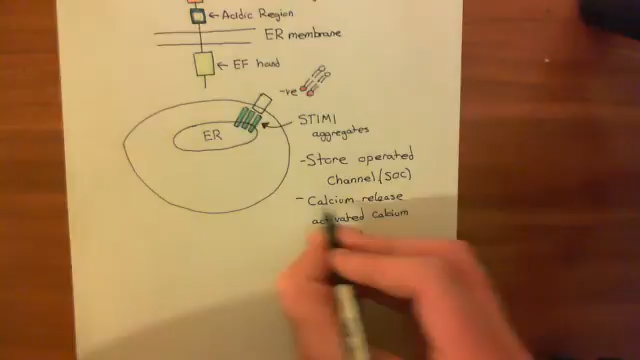 Acidic Region
ER membrane
EF hand
-ve
ER
STIM1
aggregates
- Store operated
Channel (SOC)
- Calcium release
activated calcium